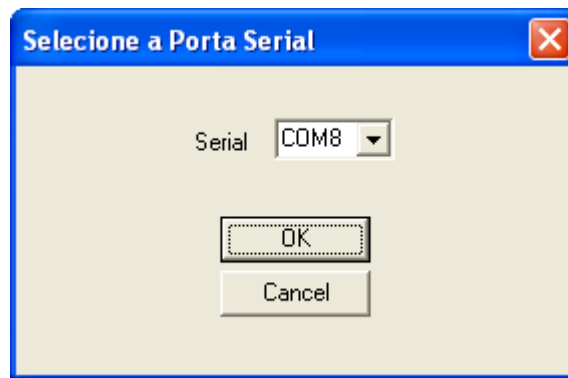 Selecione a Porta Serial
Serial COM8
OK
Cancel